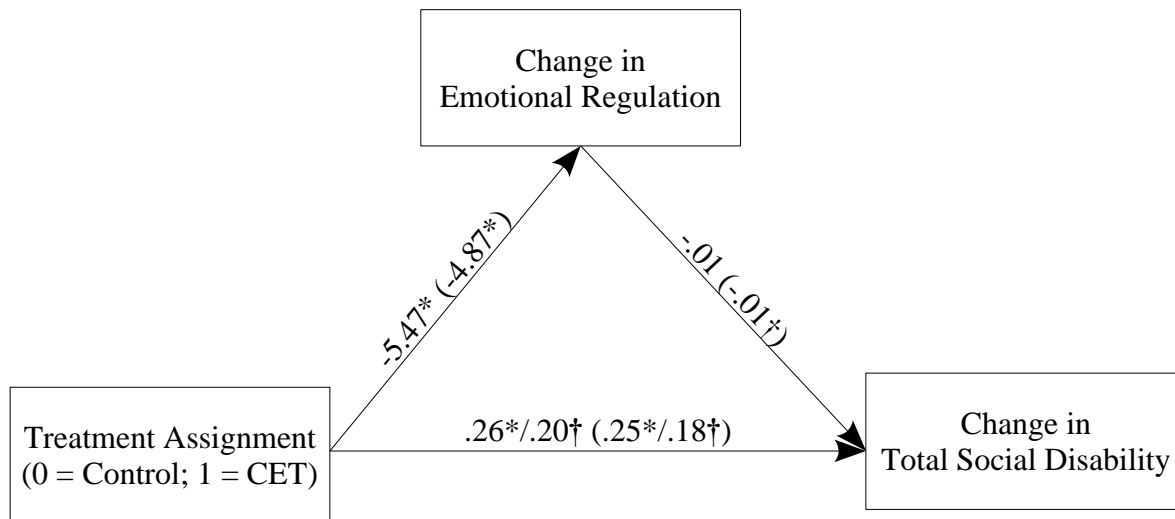 Change in
Emotional Regulation
-5.47* (-4.87*)
-.01 (-.01†)
Treatment Assignment
(0 = Control; 1 = CET)
.26*/.20† (.25*/.18†)
Change in
Total Social Disability